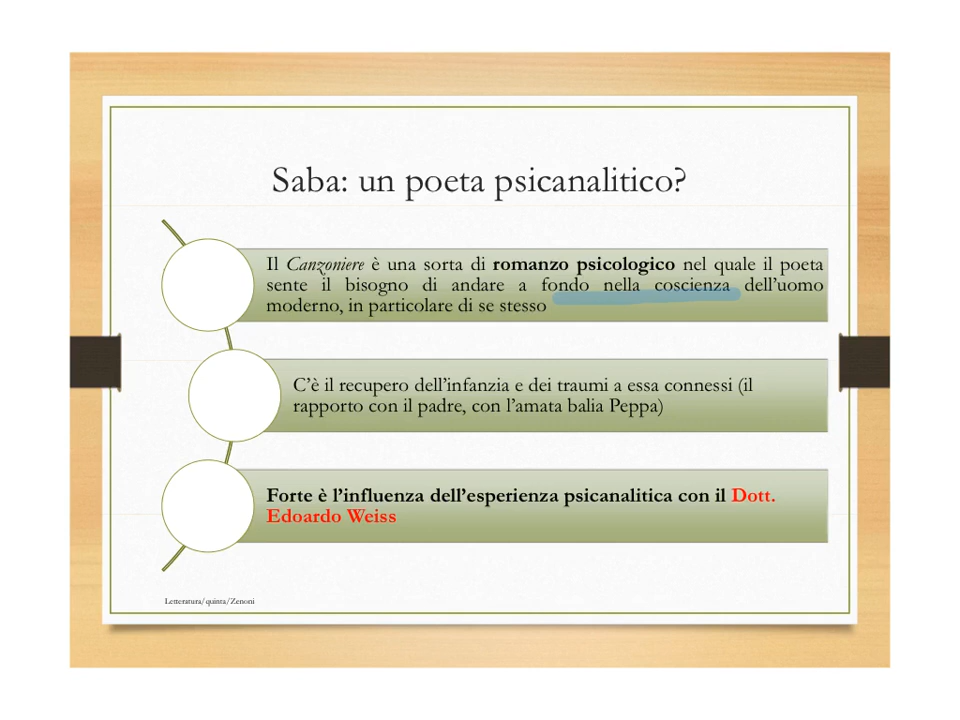 Saba: un poeta psicanalitico?
Il Canzoniere è una sorta di romanzo psicologico nel quale il poeta
sente il bisogno di andare a fondo nella coscienza dell'uomo
moderno, in particolare di se stesso
C'è il recupero dell'infanzia e dei traumi a essa connessi (il
rapporto con il padre, con l'amata balia Peppa)
Forte è l'influenza dell'esperienza psicanalitica con il Dott.
Edoardo Weiss
Letteratura/quinta/Zenoni